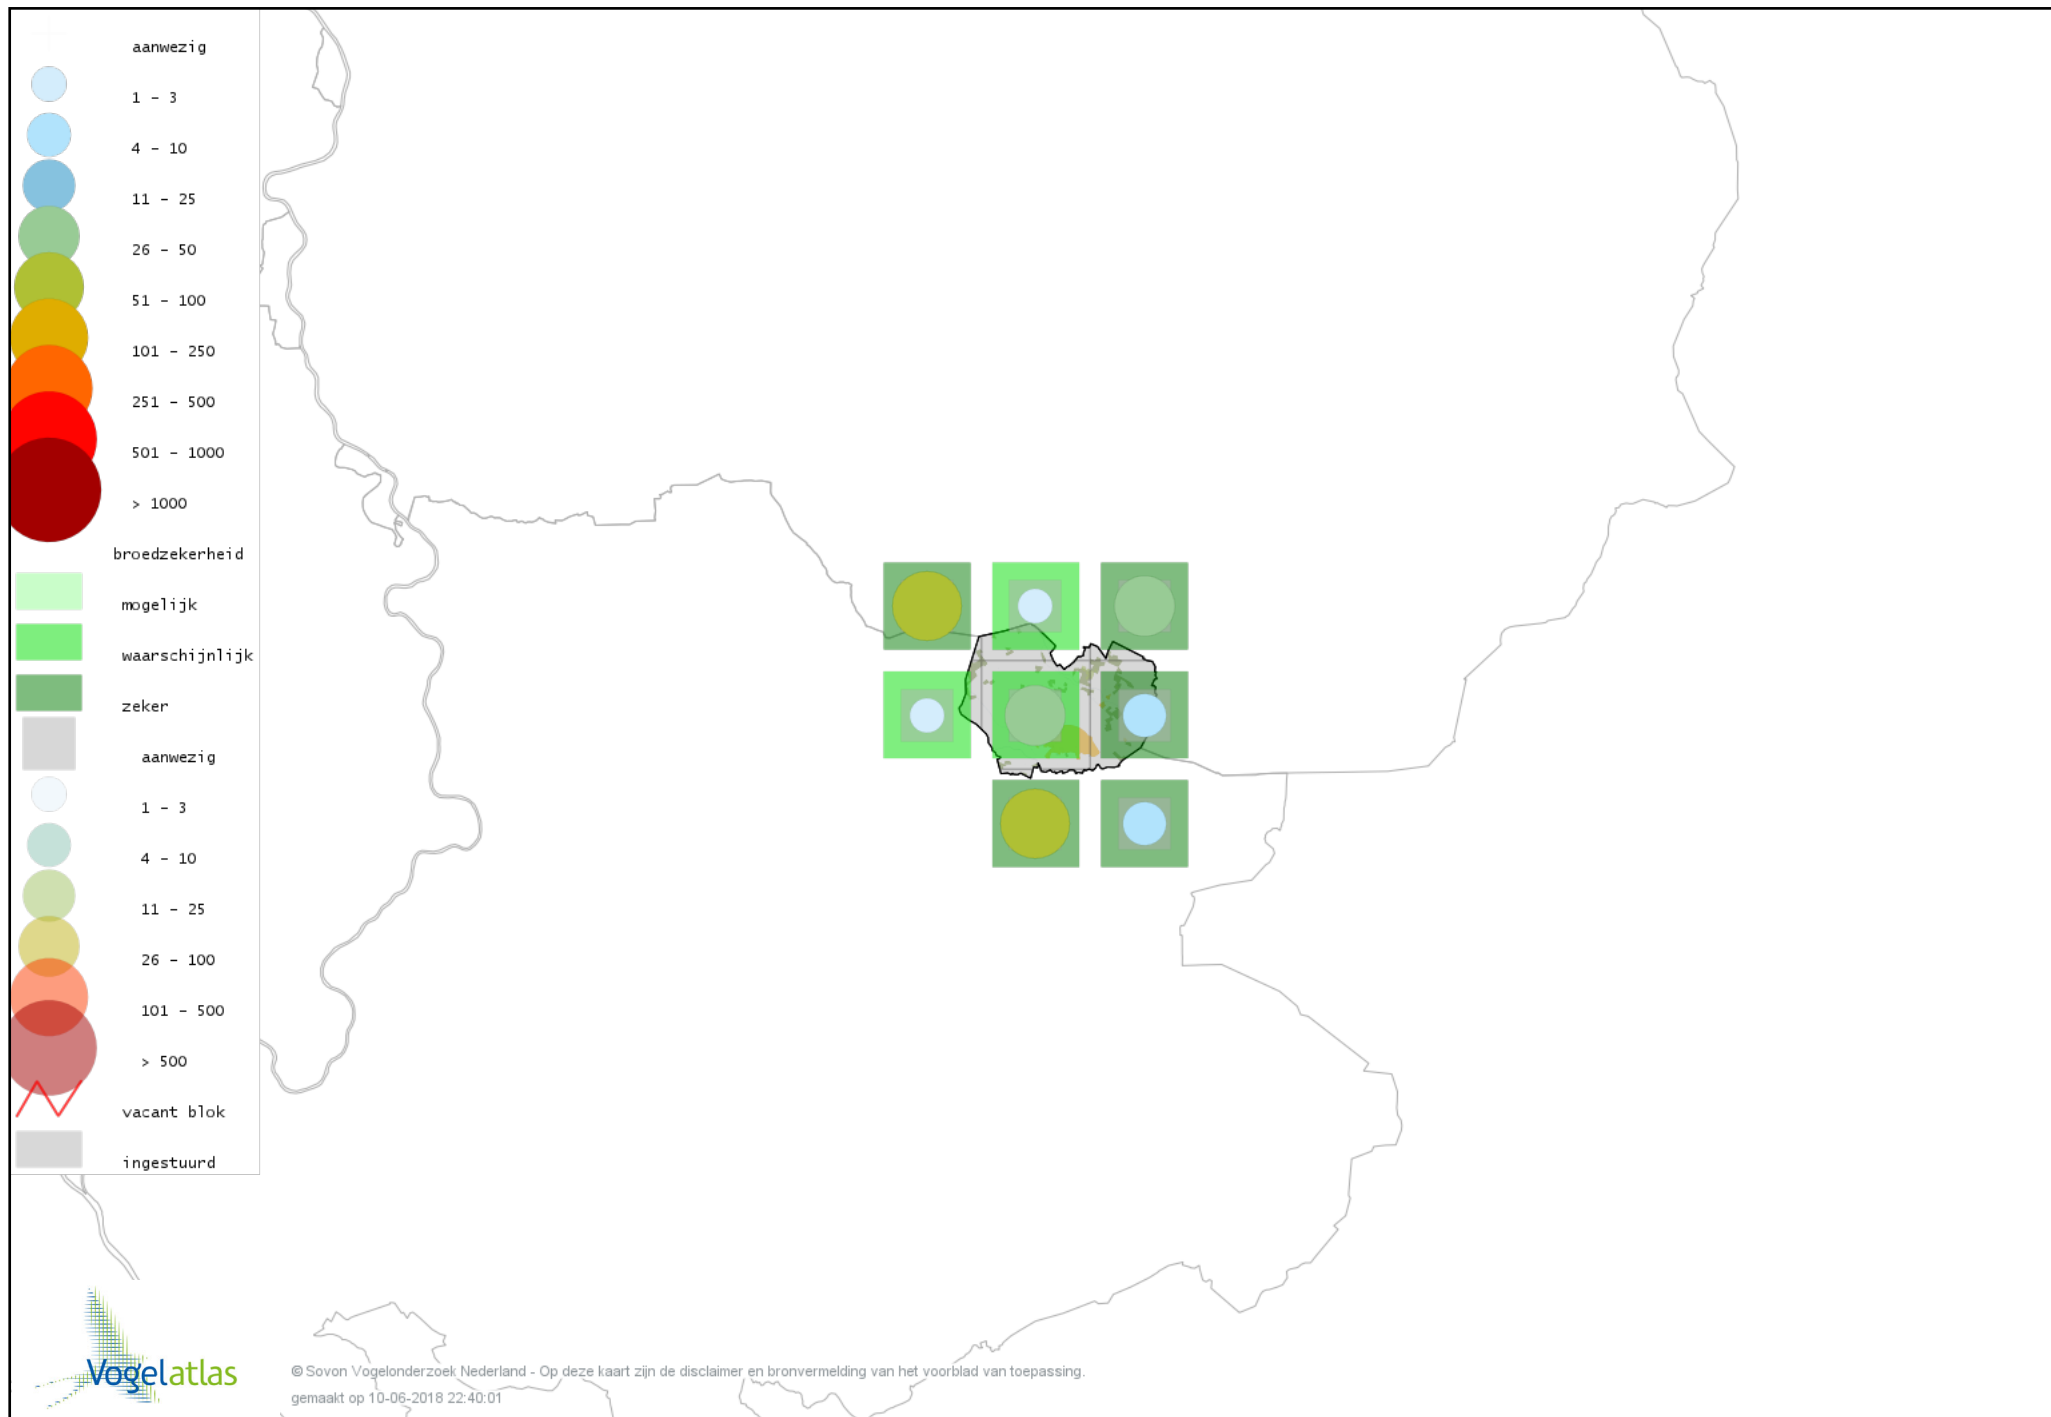 aanwezig
1 - 3
4 - 10
11 - 25
26 - 50
51 - 100
101 - 250
251 - 500
501 - 1000
> 1000
broedzekerheid
mogelijk
waarschijnlijk
zeker
aanwezig
1 - 3
4 - 10
11 - 25
26 - 100
101 - 500
> 500
vacant blok
ingestuurd
Vogelatlas
© Sovon Vogelonderzoek Nederland - Op deze kaart zijn de disclaimer en bronvermelding van het voorblad van toepassing.
gemaakt op 10-06-2018 22:40:01